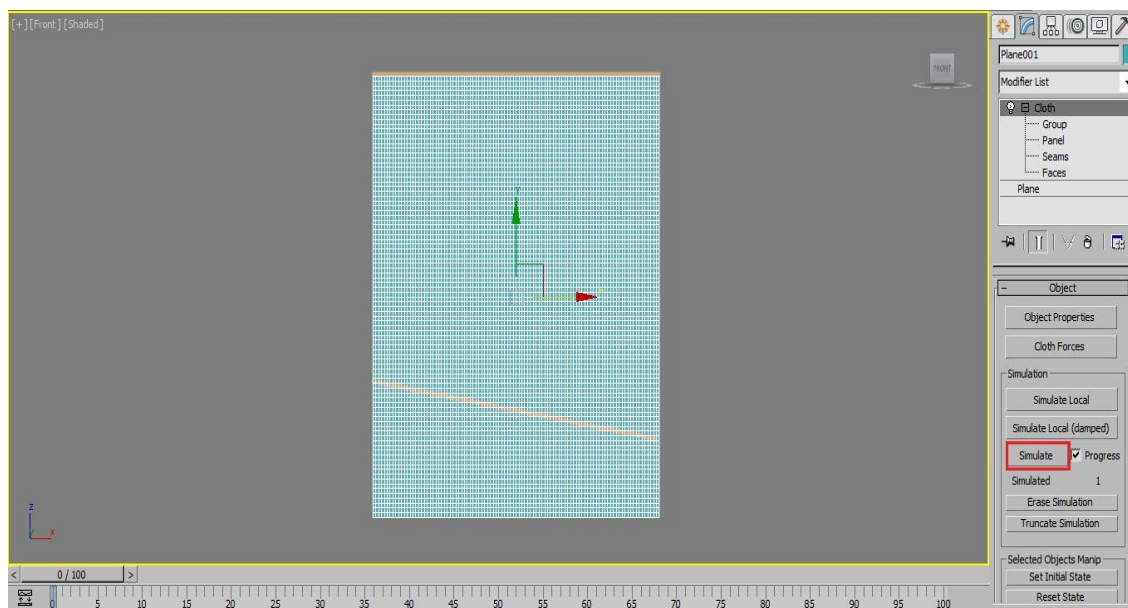 [+][Front][Shaded]
FRONT
Y
z
x
Plane001
Modifier List
Cloth
Group
Panel
Seams
Faces
Plane
- Object
Object Properties
Cloth Forces
Simulation
Simulate Local
Simulate Local (damped)
Simulate Progress
Simulated 1
Erase Simulation
Truncate Simulation
Selected Objects Manip
Set Initial State
Reset State
< 0 / 100 >
0 5 10 15 20 25 30 35 40 45 50 55 60 65 70 75 80 85 90 95 100